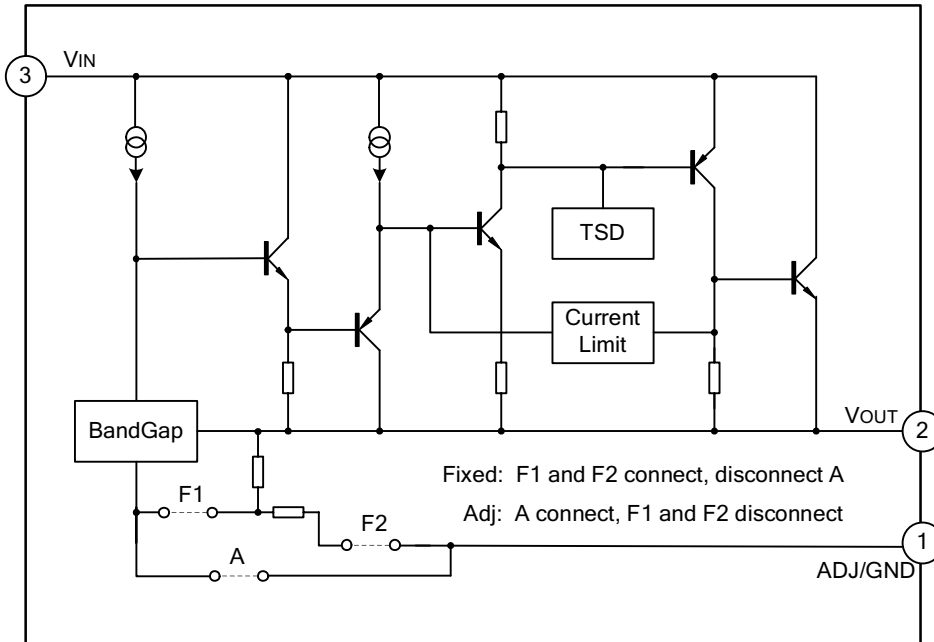 VIN
3
TSD
Current
Limit
BandGap
VOUT
2
Fixed: F1 and F2 connect, disconnect A
F1
Adj: A connect, F1 and F2 disconnect
F2
1
A
ADJ/GND